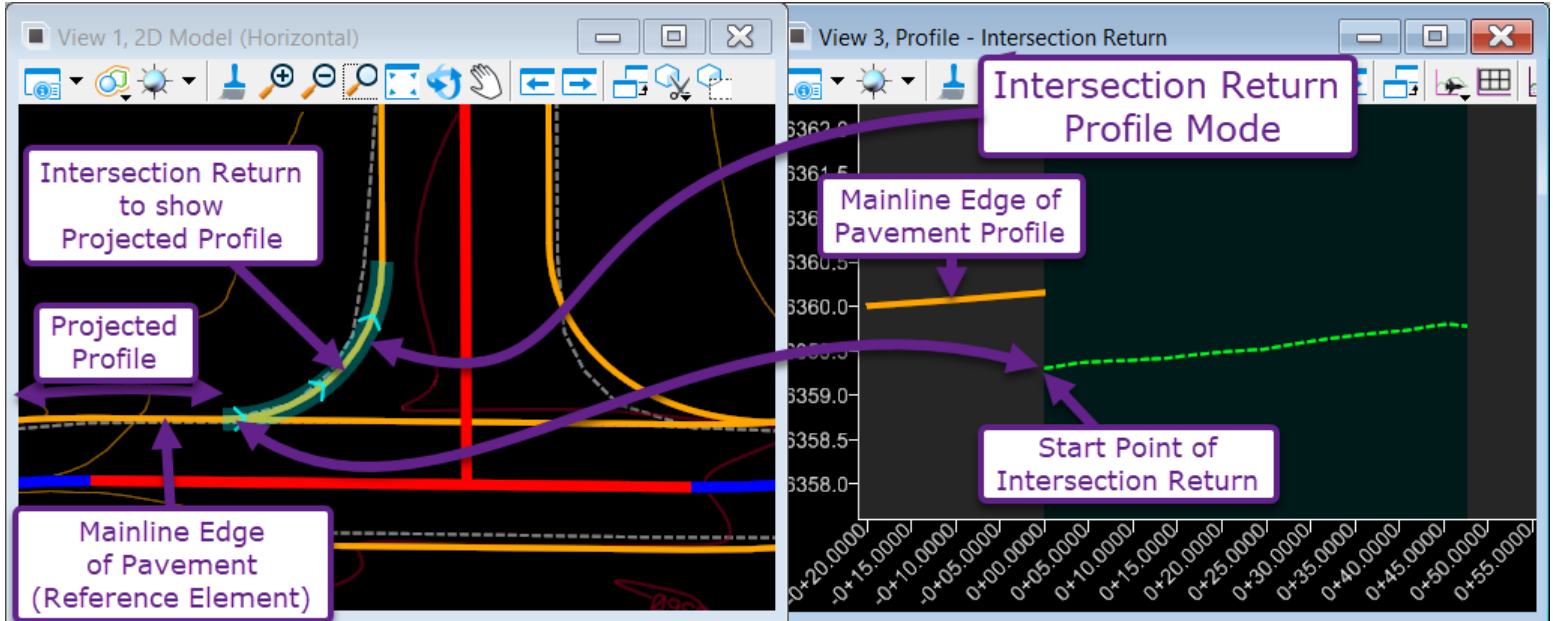 View 1, 2D Model (Horizontal)
Intersection Return
to show
Projected Profile
Projected
Profile
Mainline Edge
of Pavement
(Reference Element)
View 3, Profile - Intersection Return
Intersection Return
Profile Mode
Mainline Edge of
Pavement Profile
Start Point of
Intersection Return
6360.0
6359.0
6358.5
6358.0
-0+20.0000
-0+15.0000
-0+10.0000
-0+05.0000
0+00.0000
0+05.0000
0+10.0000
0+15.0000
0+20.0000
0+25.0000
0+30.0000
0+35.0000
0+40.0000
0+45.0000
0+50.0000
0+55.0000